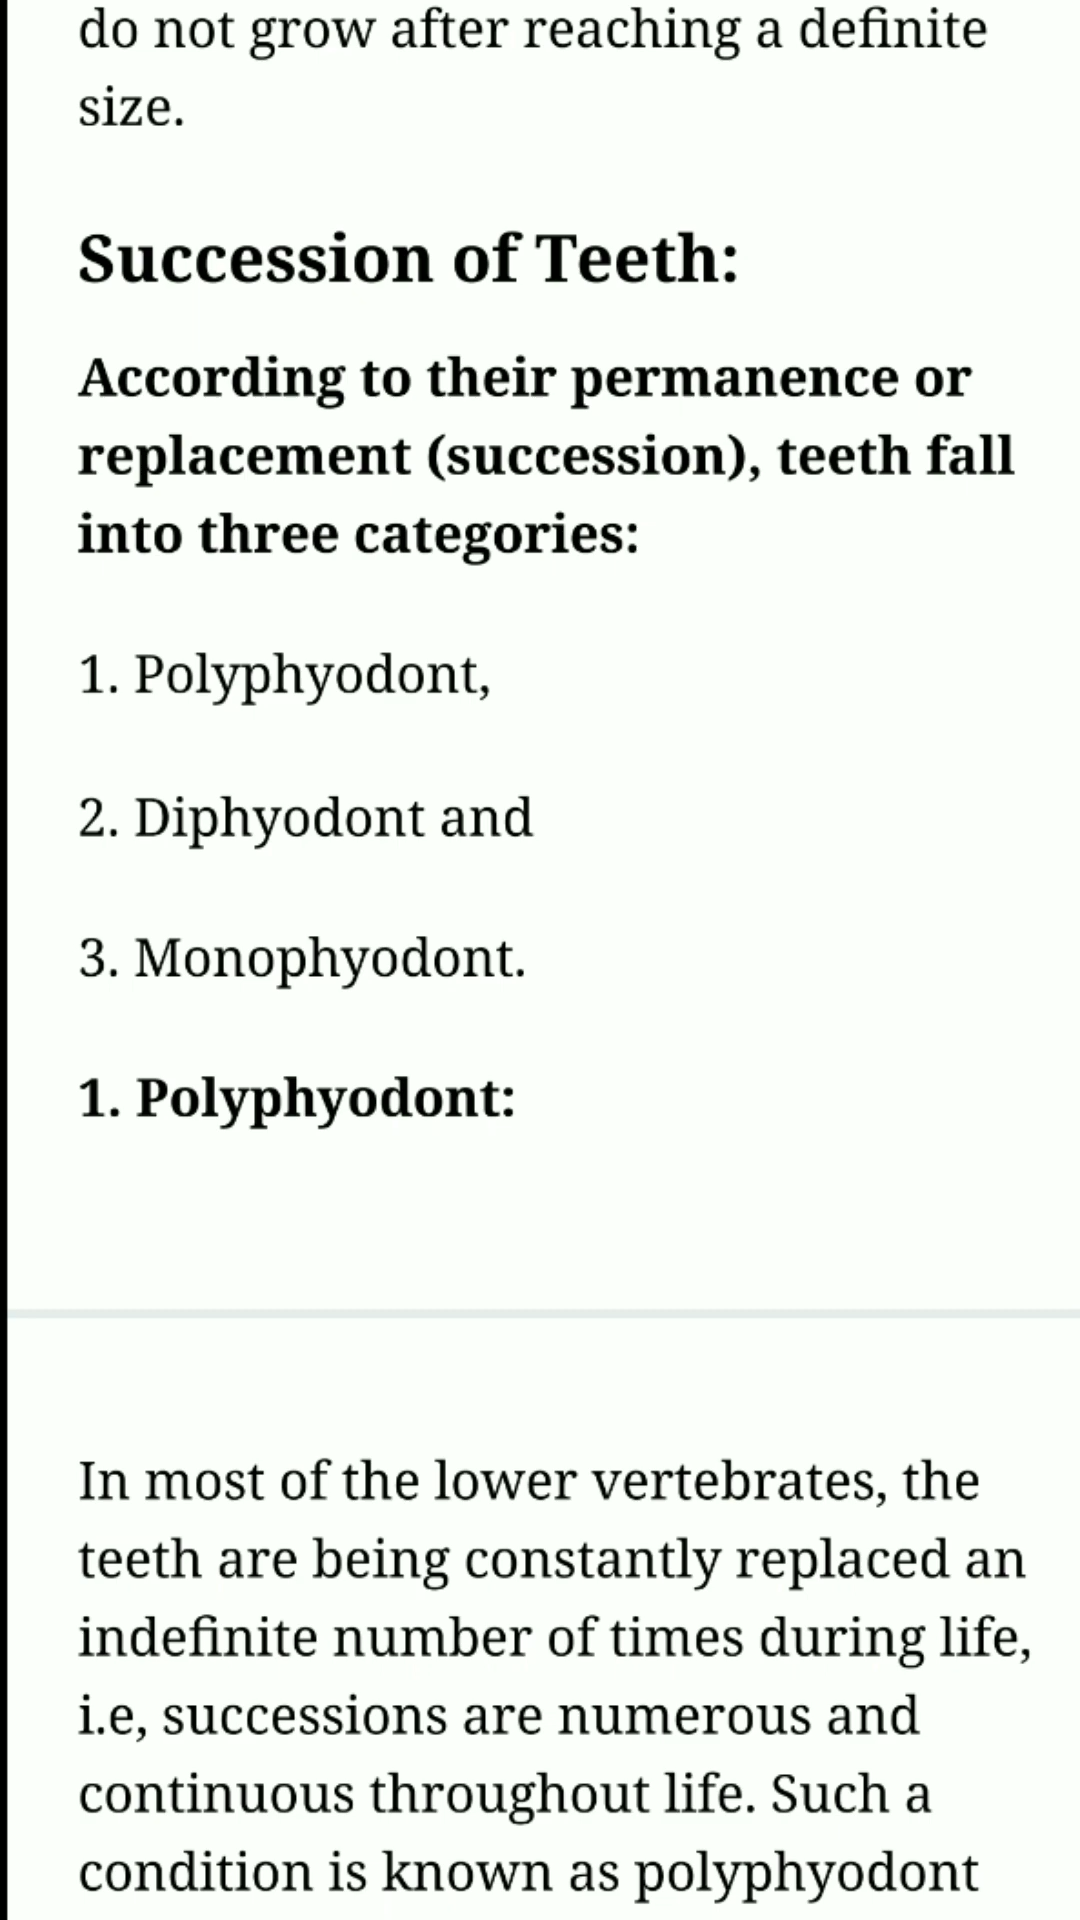 do not grow after reaching a definite
size.
Succession of Teeth:
According to their permanence or
replacement (succession), teeth fall
into three categories:
1. Polyphyodont,
2. Diphyodont and
3. Monophyodont.
1. Polyphyodont:
In most of the lower vertebrates, the
teeth are being constantly replaced an
indefinite number of times during life,
i.e, successions are numerous and
continuous throughout life. Such a
condition is known as polyphyodont